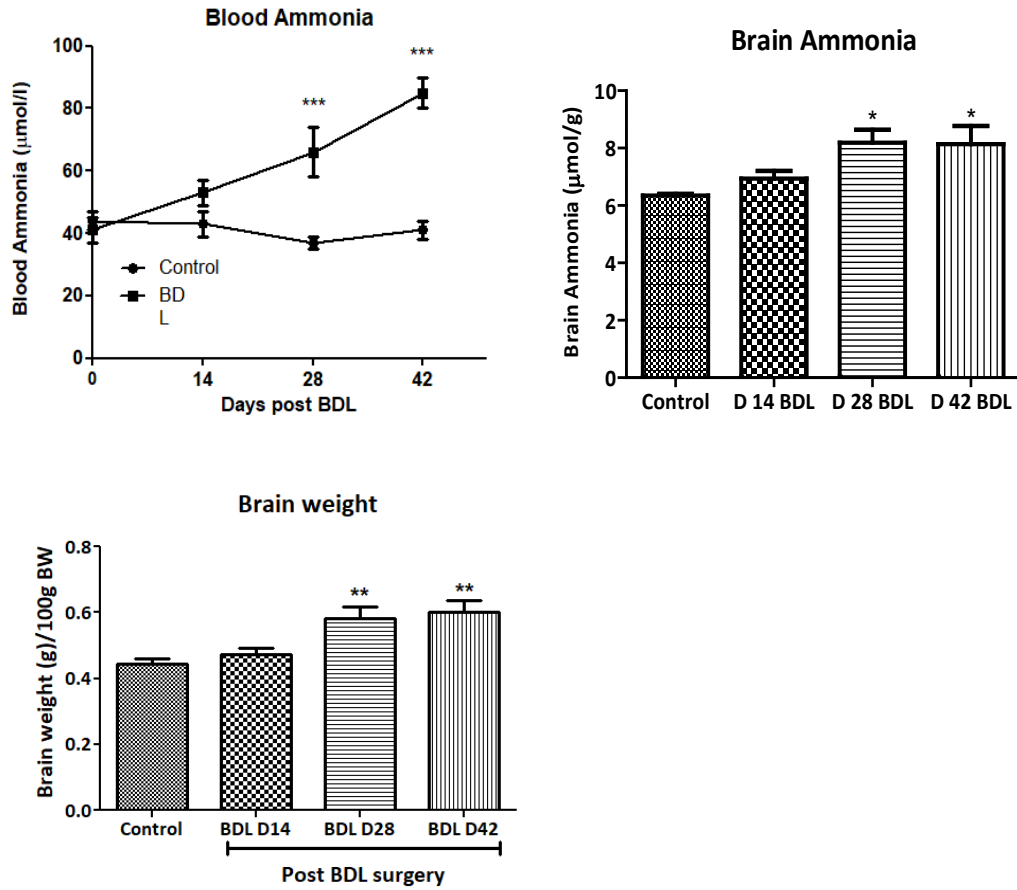 Blood Ammonia
Blood Ammonia (μmol/l)
100
80
60
40
20
0
***
***
Control
BD
L
0 14 28 42
Days post BDL
Brain Ammonia
Brain Ammonia (μmol/g)
10
8
6
4
2
0
* *
Control D 14 BDL D 28 BDL D 42 BDL
Brain weight
Brain weight (g)/100g BW
0.8
0.6
0.4
0.2
0.0
** **
Control BDL D14 BDL D28 BDL D42
Post BDL surgery